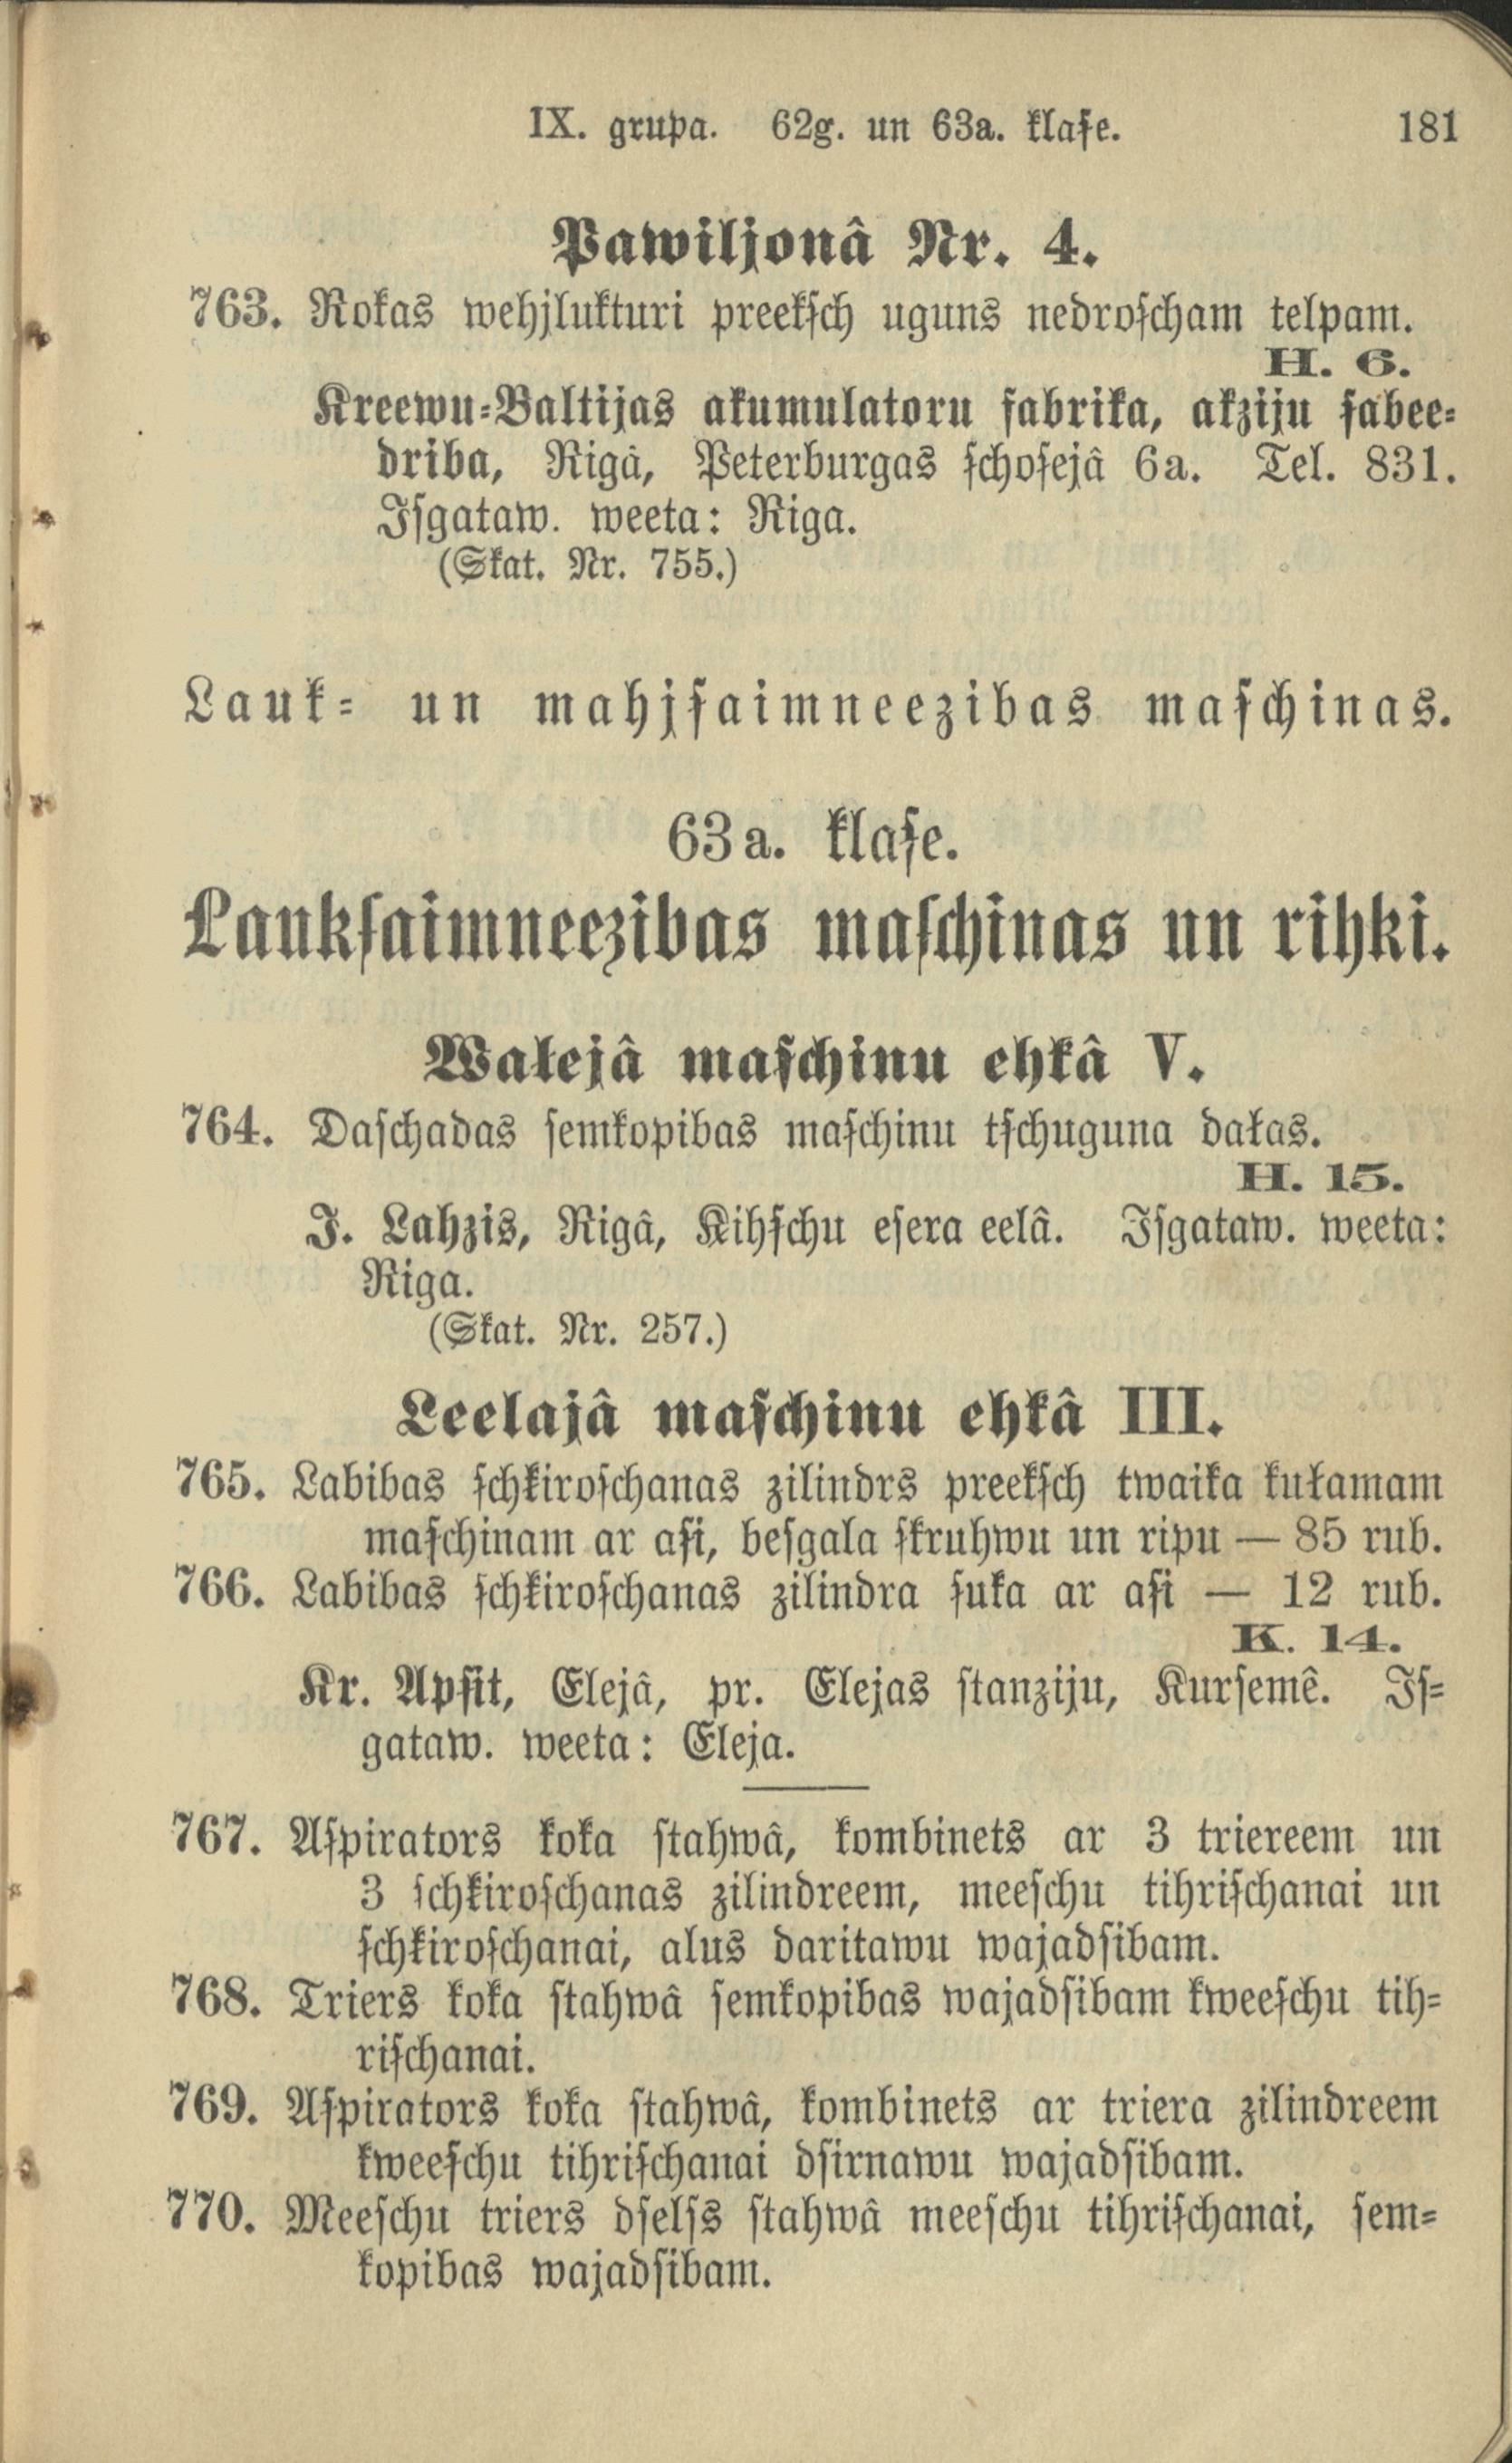 IX. grupa. 62g. un 63a. klaſe.
181
Pawiljonâ Nr. 4.
763. Rokas wehjlukturi preekſch uguns nedroſcham telpam.
H. 6.
Kreewu-Baltijas akumulatoru fabrika, akziju ſabee-
driba, Rigâ, Peterburgas ſchoſejâ 6a. Tel. 831.
Iſgataw. weeta: Riga.
(Skat. Nr. 755.)
Lauk- un mahjſaimneezibas maſchinas.
63a. klaſe.
Laukſaimneezibas maſchinas un rihki.
Wałejâ maſchinu ehkâ V.
764. Daſchadas ſemkopibas maſchinu tſchuguna dałas.
H. 15.
J. Lahzis, Rigâ, Kihſchu eſera eelâ. Iſgataw. weeta:
Riga.
(Skat. Nr. 257.)
Leelajâ maſchinu ehkâ III.
765. Labibas ſchkiroſchanas zilindrs preekſch twaika kułamam
maſchinam ar aſi, beſgala ſkruhwu un ripu — 85 rub.
766. Labibas ſchkiroſchanas zilindra ſuka ar aſi — 12 rub.
K. 14.
Kr. Apſit, Elejâ, pr. Elejas ſtanziju, Kurſemê. Iſ-
gataw. weeta: Eleja.
767. Aſpirators koka ſtahwâ, kombinets ar 3 triereem un
3 ſchkiroſchanas zilindreem, meeſchu tihriſchanai un
ſchkiroſchanai, alus daritawu wajadſibam.
768. Triers koka ſtahwâ ſemkopibas wajadſibam kweeſchu tih-
riſchanai.
769. Aſpirators koka ſtahwâ, kombinets ar triera zilindreem
kweeſchu tihriſchanai dſirnawu wajadſibam.
770. Meeſchu triers dſelſs ſtahwâ meeſchu tihriſchanai, ſem-
kopibas wajadſibam.